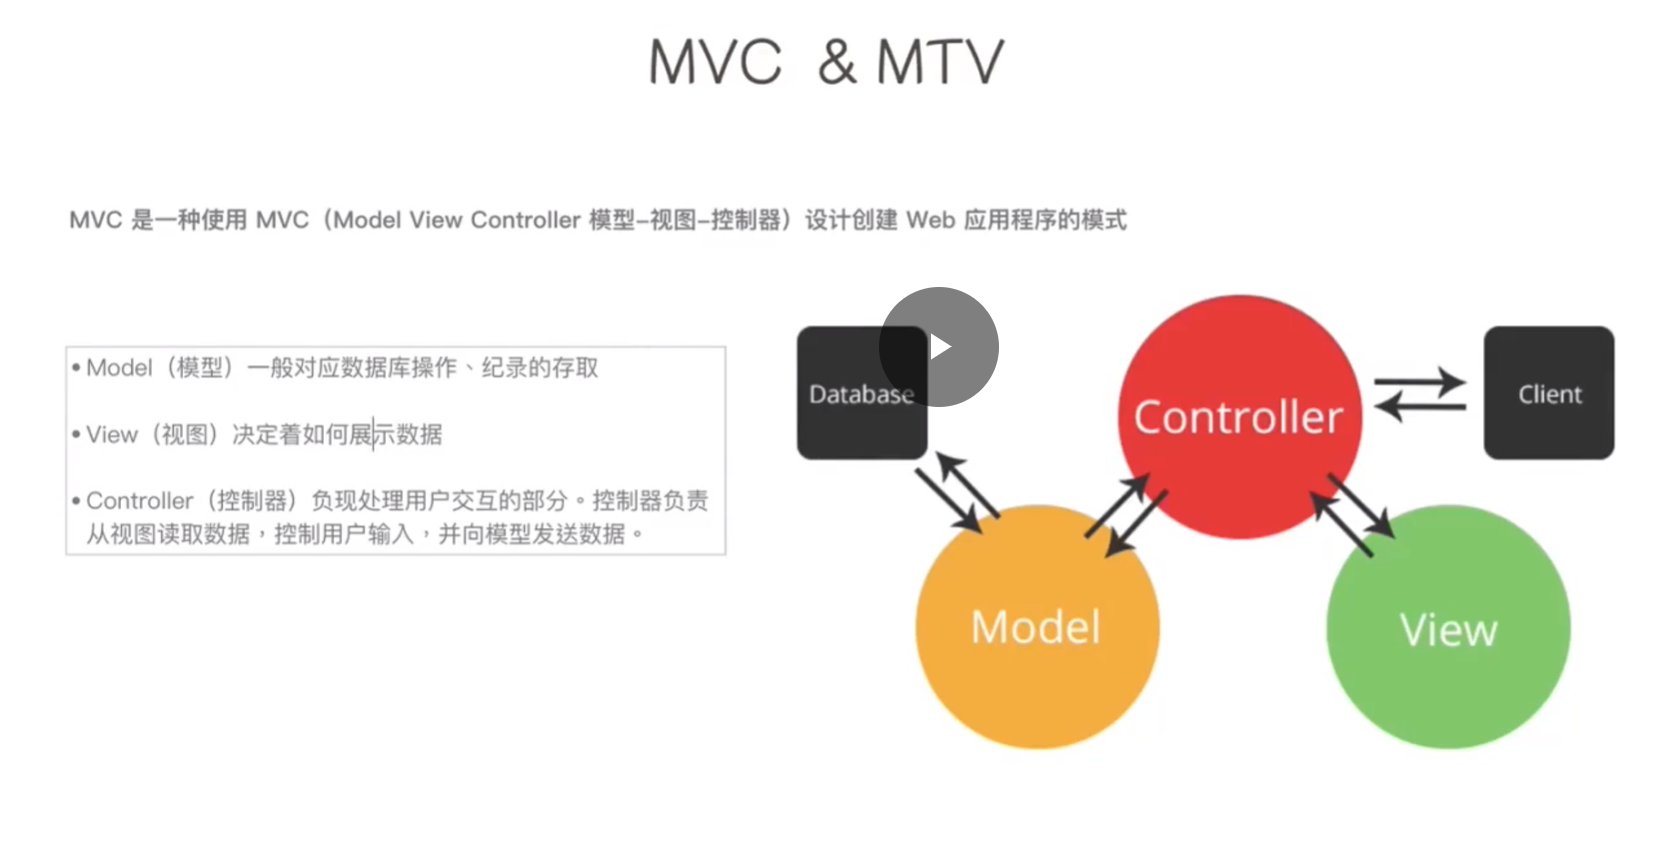 MVC & MTV
MVC 是一种使用 MVC（Model View Controller 模型-视图-控制器）设计创建 Web 应用程序的模式
• Model（模型）一般对应数据库操作、纪录的存取
• View（视图）决定着如何展示数据
• Controller（控制器）负现处理用户交互的部分。控制器负责
从视图读取数据，控制用户输入，并向模型发送数据。
Database
Controller
Client
Model
View